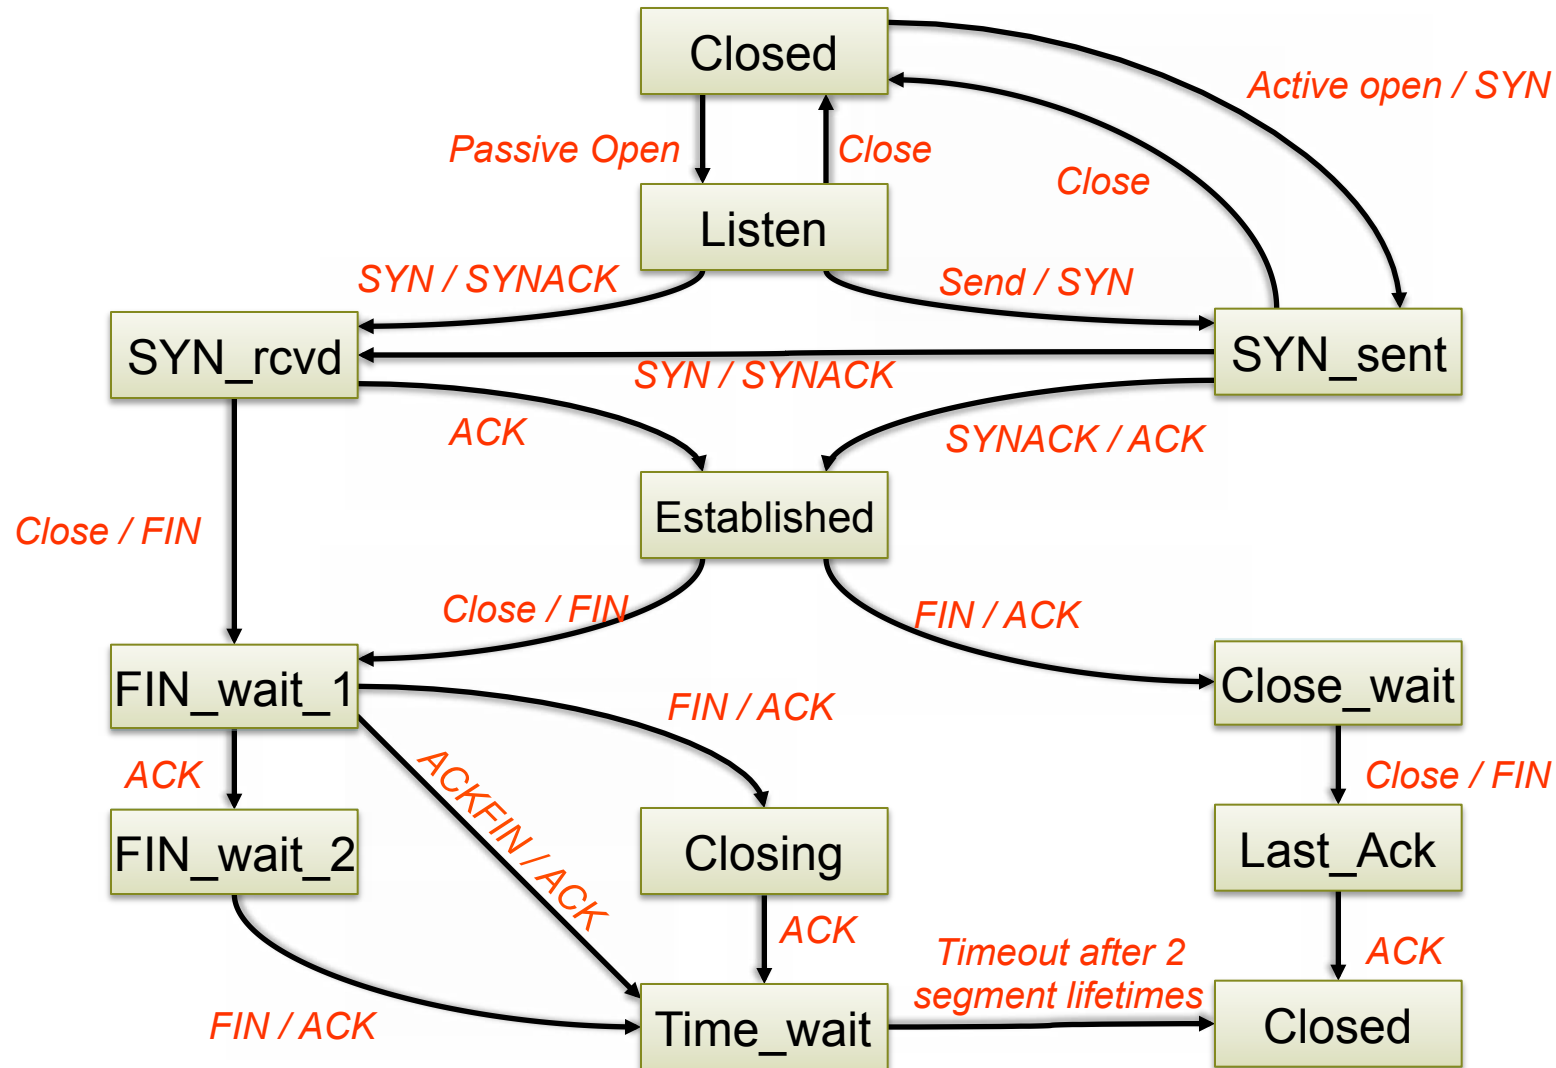 Closed
Active open / SYN
Passive Open
Close
Close
Listen
SYN / SYNACK
Send / SYN
SYN_rcvd
SYN_sent
SYN / SYNACK
ACK
SYNACK / ACK
Established
Close / FIN
Close / FIN
FIN / ACK
FIN_wait_1
Close_wait
FIN / ACK
ACK
ACKFIN / ACK
Close / FIN
FIN_wait_2
Closing
Last_Ack
ACK
Timeout after 2
segment lifetimes
ACK
FIN / ACK
Time_wait
Closed